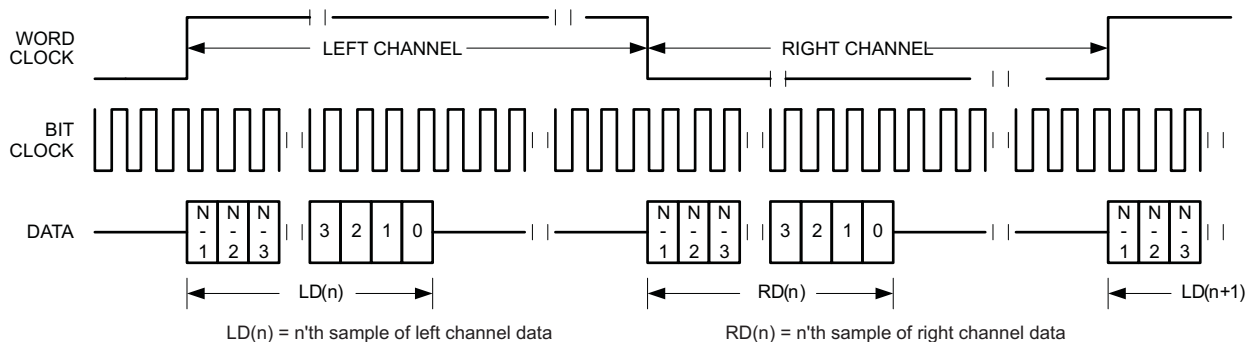 WORD
CLOCK
LEFT CHANNEL
RIGHT CHANNEL
BIT
CLOCK
DATA
N
-
1
N
-
2
N
-
3
3 2 1 0
N
-
1
N
-
2
N
-
3
3 2 1 0
N
-
1
N
-
2
N
-
3
LD(n)
RD(n)
LD(n+1)
LD(n) = n'th sample of left channel data
RD(n) = n'th sample of right channel data